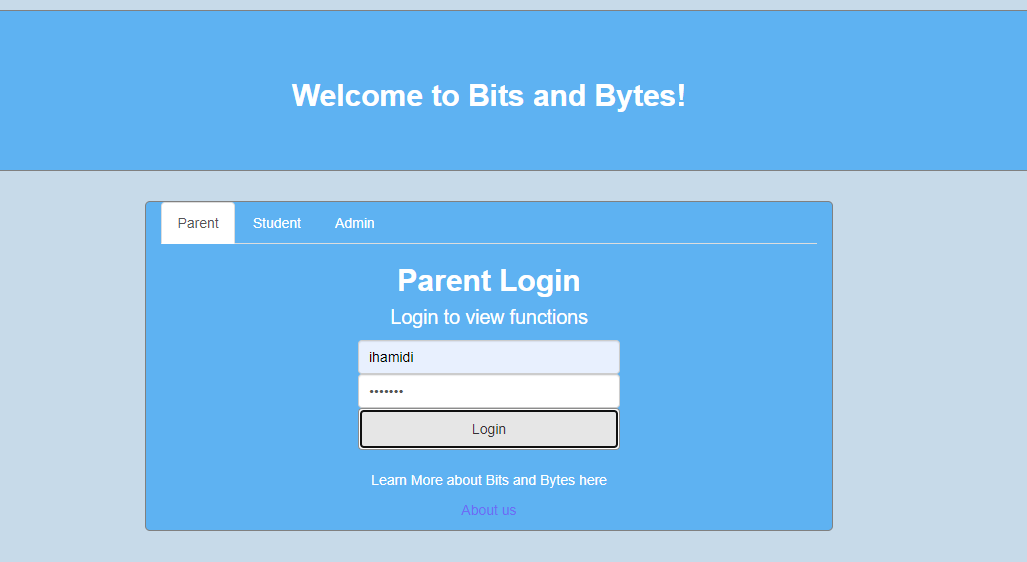 Welcome to Bits and Bytes!
Parent Student Admin
Parent Login
Login to view functions
ihamidi
•••••••
Login
Learn More about Bits and Bytes here
About us